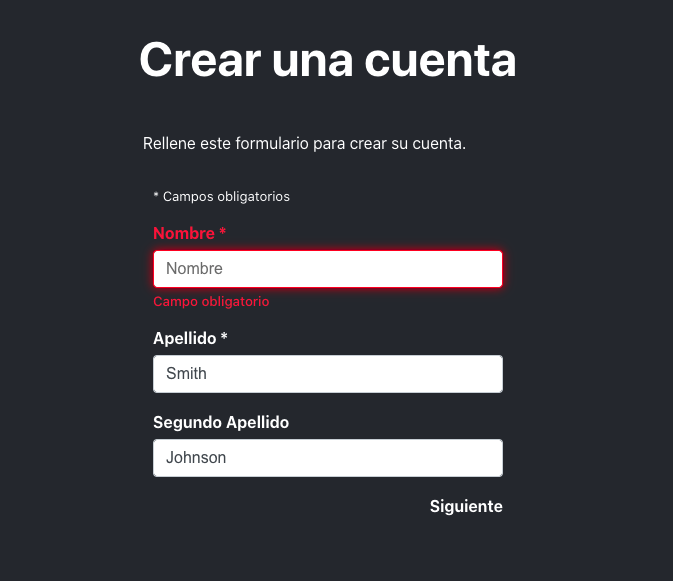 Crear una cuenta
Rellene este formulario para crear su cuenta.
* Campos obligatorios
Nombre *
Nombre
Campo obligatorio
Apellido *
Smith
Segundo Apellido
Johnson
Siguiente